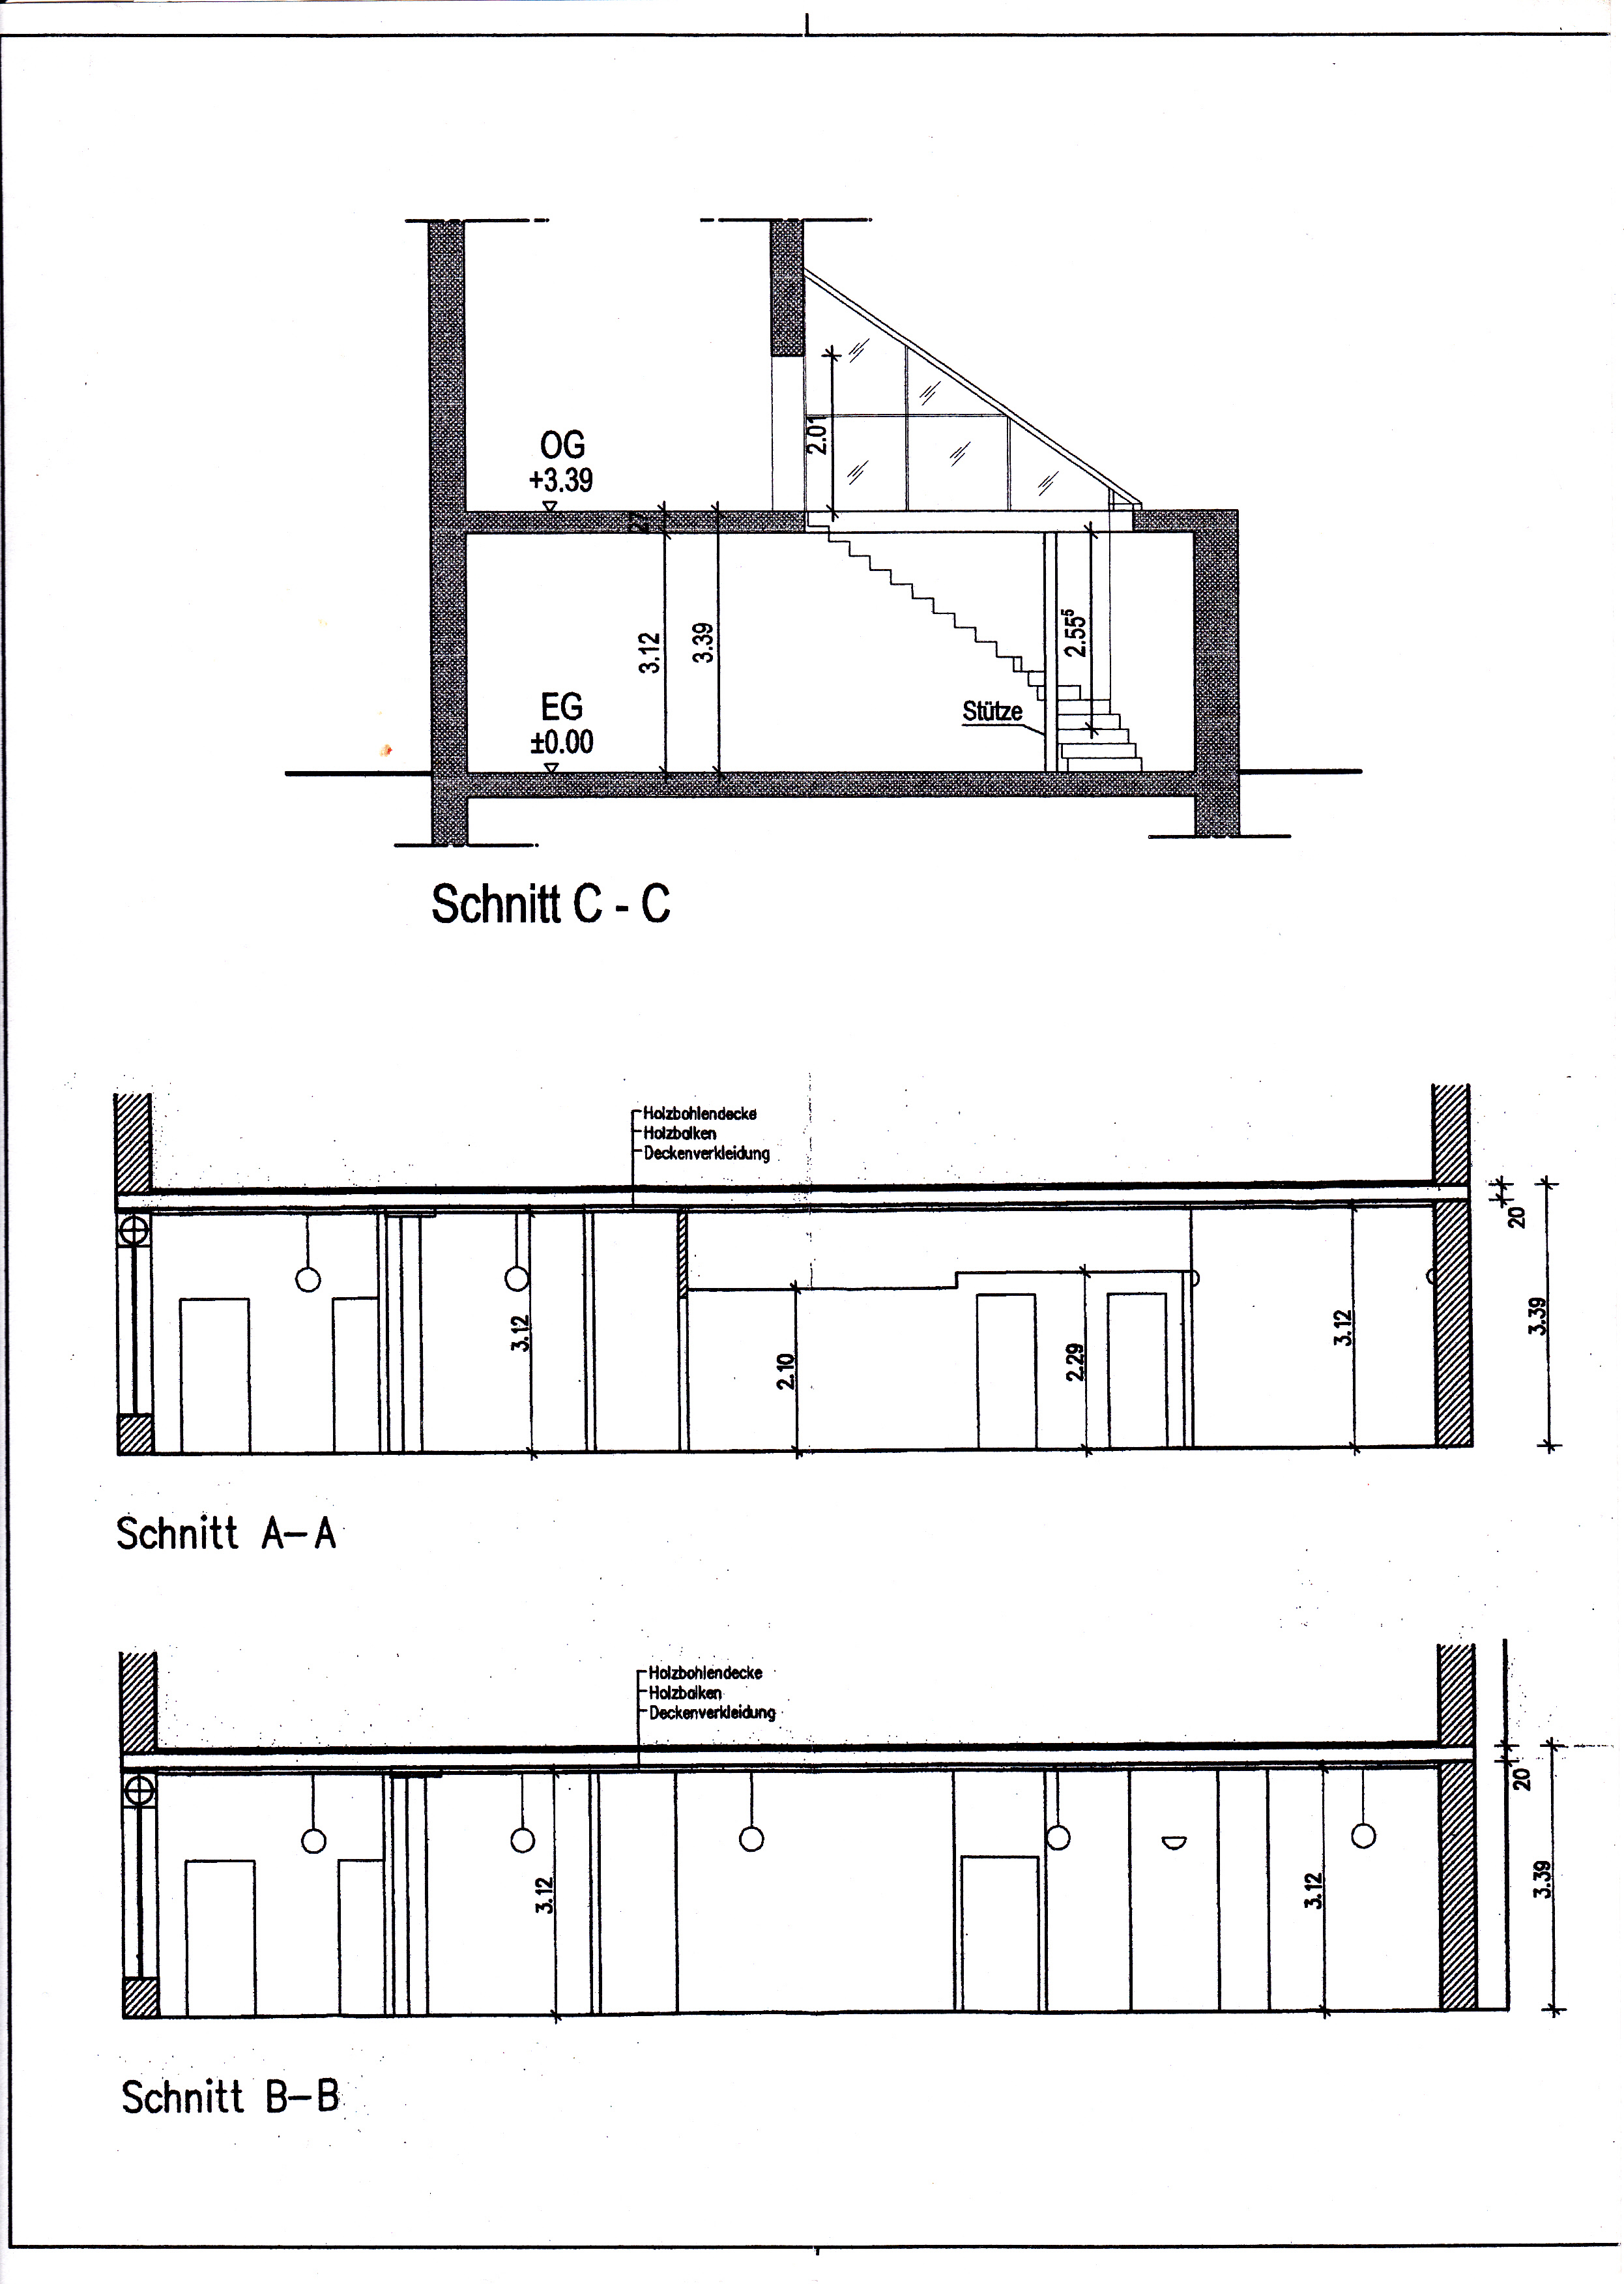 2.01
OG
+3.39
27
3.12
3.39
2.55⁵
EG
±0.00
Stütze
Schnitt C - C
Holzbohlendecke
Holzbalken
Deckenverkleidung
20
3.12
2.10
2.29
3.12
3.39
Schnitt A-A
Holzbohlendecke
Holzbalken
Deckenverkleidung
20
3.12
3.12
3.39
Schnitt B-B